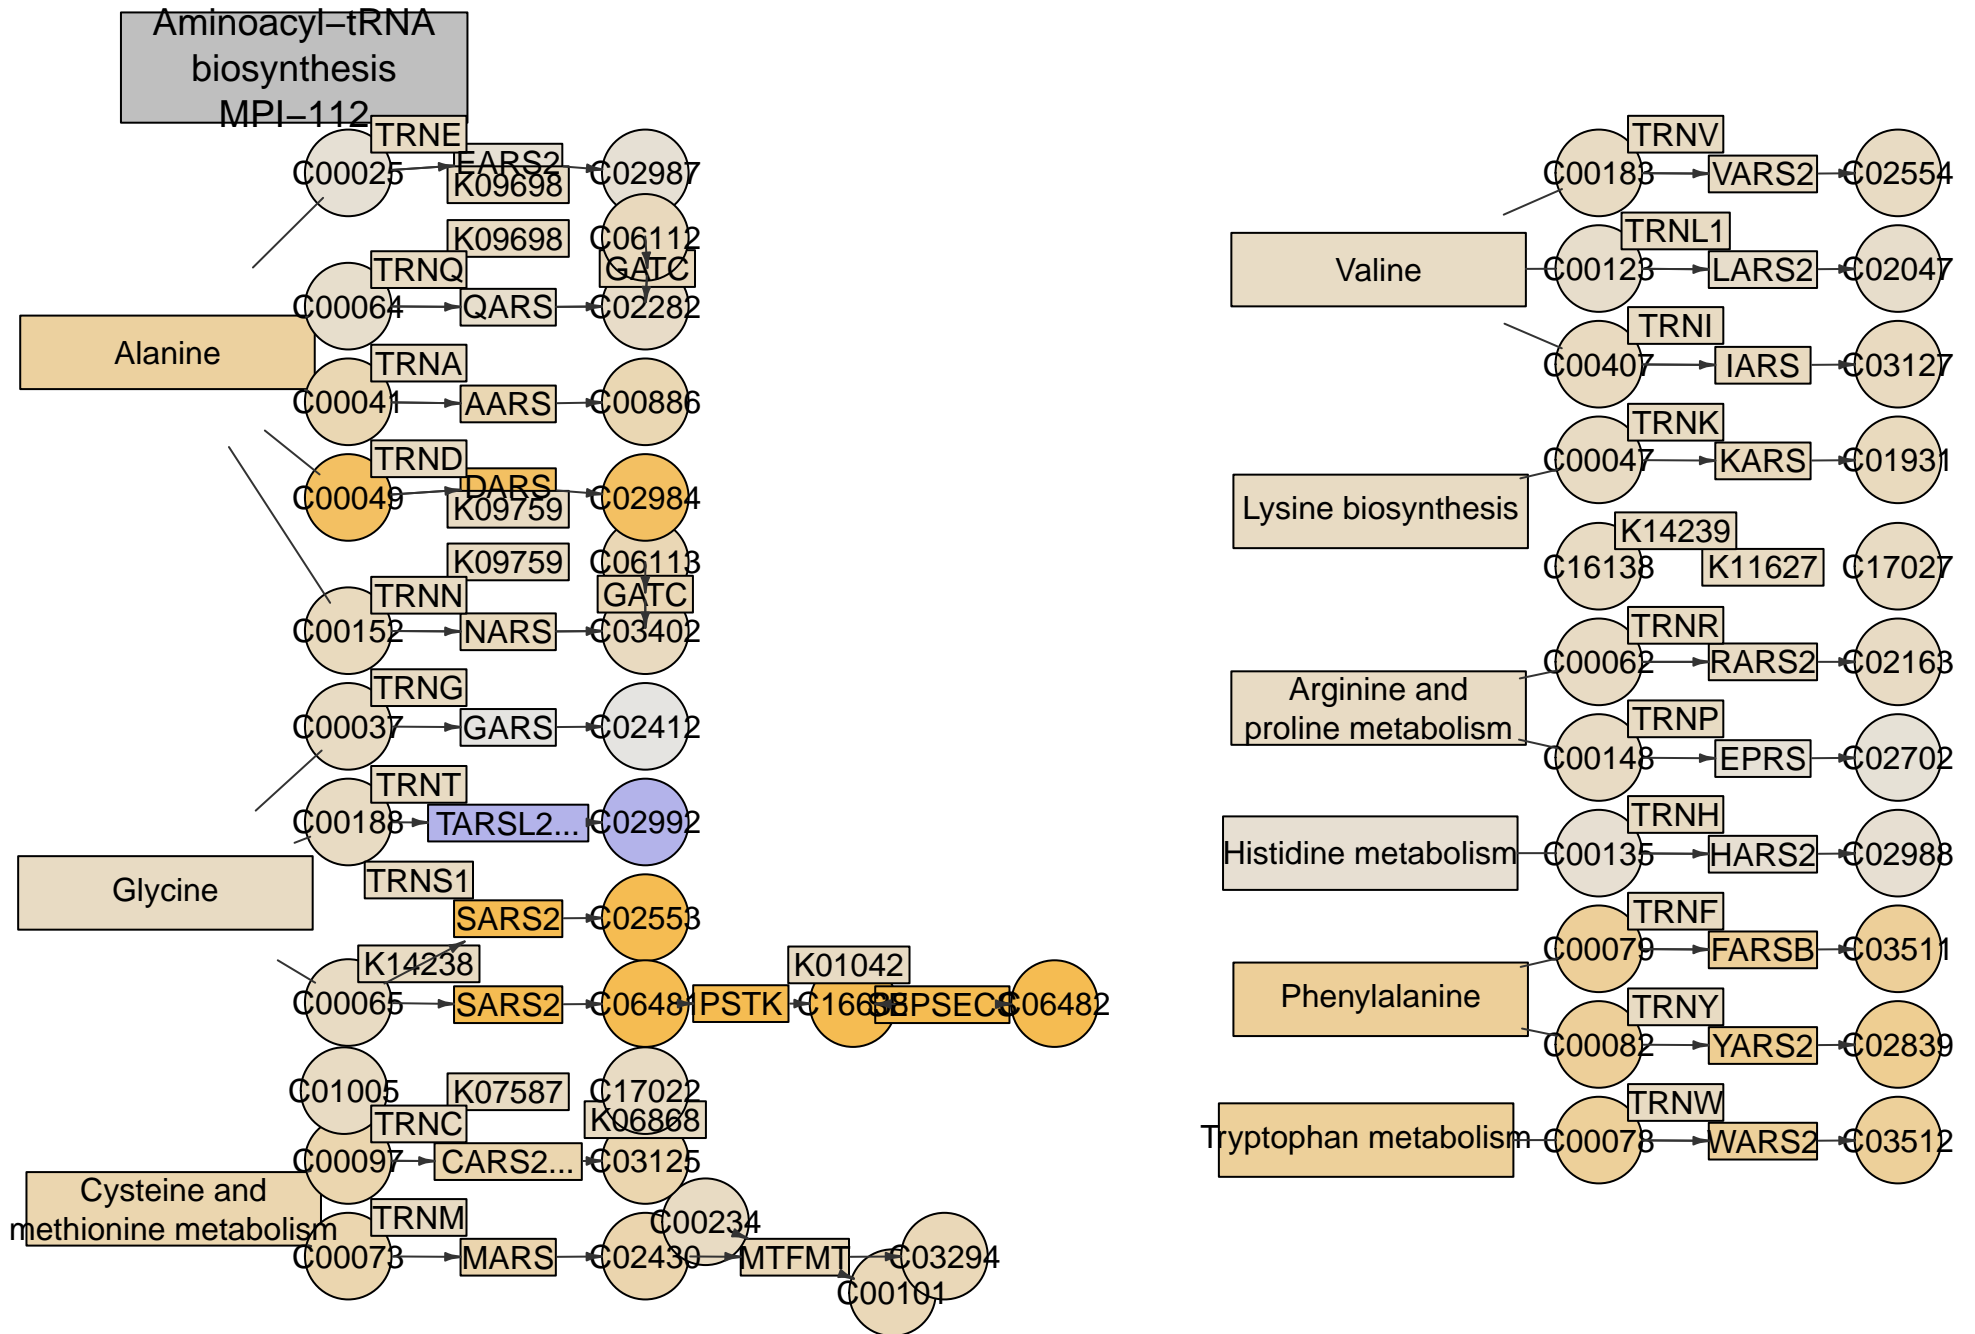 Aminoacyl−tRNA
biosynthesis
MPI−112
TRNE
C00025
EARS2
K09698
C02987
K09698
C06112
TRNQ
GATC
C00064
QARS
C02282
Alanine
TRNA
C00041
AARS
C00886
TRND
C00049
DARS
K09759
C02984
K09759
C06113
TRNN
GATC
C00152
NARS
C03402
TRNG
C00037
GARS
C02412
TRNT
C00188
TARSL2...
C02992
Glycine
TRNS1
SARS2
C02553
K14238
C00065
SARS2
C06481
PSTK
K01042
C16638
SEPSECS
C06482
C01005
K07587
C17022
K06868
TRNC
C00097
CARS2...
C03125
Cysteine and
methionine metabolism
TRNM
C00073
MARS
C02430
C00234
MTFMT
C03294
C00101
TRNV
C00183
VARS2
C02554
Valine
TRNL1
C00123
LARS2
C02047
TRNI
C00407
IARS
C03127
TRNK
C00047
KARS
C01931
Lysine biosynthesis
K14239
C16138
K11627
C17027
TRNR
C00062
RARS2
C02163
Arginine and
proline metabolism
TRNP
C00148
EPRS
C02702
TRNH
Histidine metabolism
C00135
HARS2
C02988
TRNF
C00079
FARSB
C03511
Phenylalanine
TRNY
C00082
YARS2
C02839
TRNW
Tryptophan metabolism
C00078
WARS2
C03512